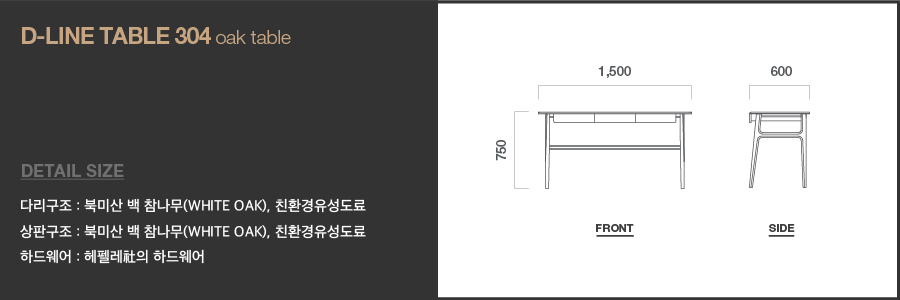 D-LINE TABLE 304 oak table
DETAIL SIZE
다리구조 : 북미산 백 참나무(WHITE OAK), 친환경유성도료
상판구조 : 북미산 백 참나무(WHITE OAK), 친환경유성도료
하드웨어 : 헤펠레社의 하드웨어
1,500
600
750
FRONT
SIDE